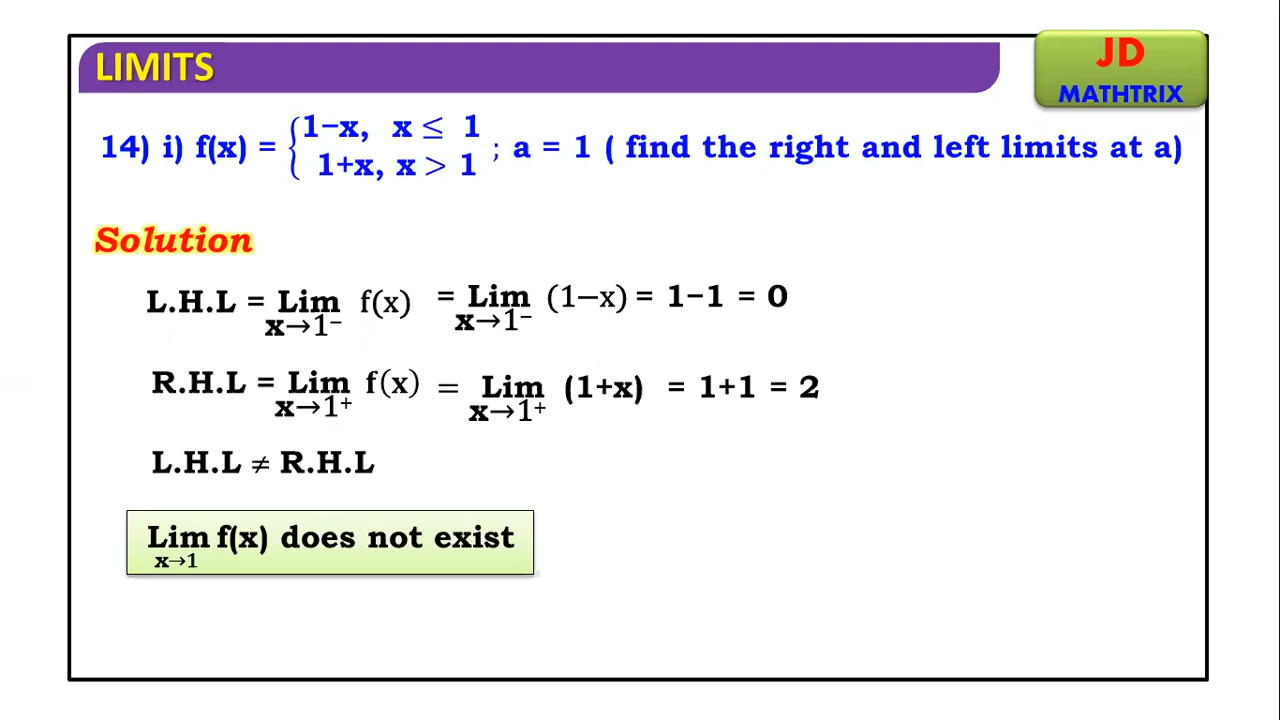 LIMITS
JD
MATHTRIX
14) i) f(x) = { 1−x, x ≤ 1
1+x, x > 1 ; a = 1 ( find the right and left limits at a)
Solution
L.H.L = Lim f(x) = Lim (1−x) = 1−1 = 0
x→1⁻ x→1⁻
R.H.L = Lim f(x) = Lim (1+x) = 1+1 = 2
x→1⁺ x→1⁺
L.H.L ≠ R.H.L
Lim f(x) does not exist
x→1